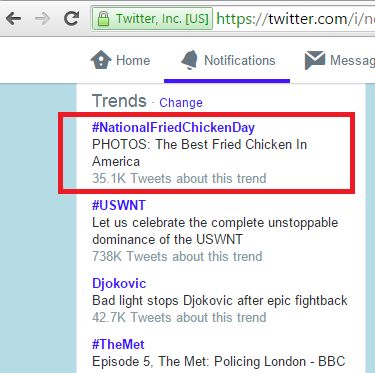 Twitter, Inc. [US] https://twitter.com/i/n
Home Notifications Messag
Trends · Change
#NationalFriedChickenDay
PHOTOS: The Best Fried Chicken In
America
35.1K Tweets about this trend
#USWNT
Let us celebrate the complete unstoppable
dominance of the USWNT
738K Tweets about this trend
Djokovic
Bad light stops Djokovic after epic fightback
42.7K Tweets about this trend
#TheMet
Episode 5, The Met: Policing London - BBC